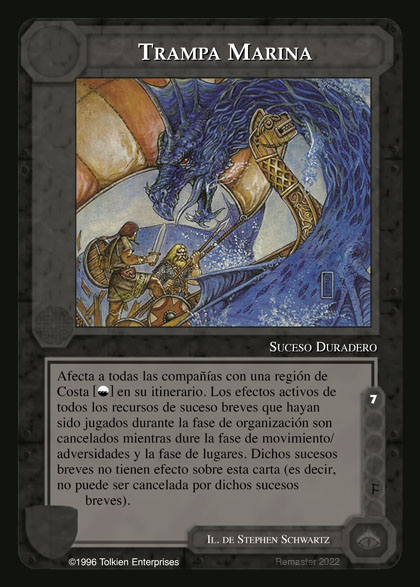 Trampa Marina
Suceso Duradero
Afecta a todas las compañías con una región de
Costa [] en su itinerario. Los efectos activos de
todos los recursos de suceso breves que hayan
sido jugados durante la fase de organización son
cancelados mientras dure la fase de movimiento/
adversidades y la fase de lugares. Dichos sucesos
breves no tienen efecto sobre esta carta (es decir,
no puede ser cancelada por dichos sucesos
breves).
7
F
Il. de Stephen Schwartz
©1996 Tolkien Enterprises
Remaster 2022